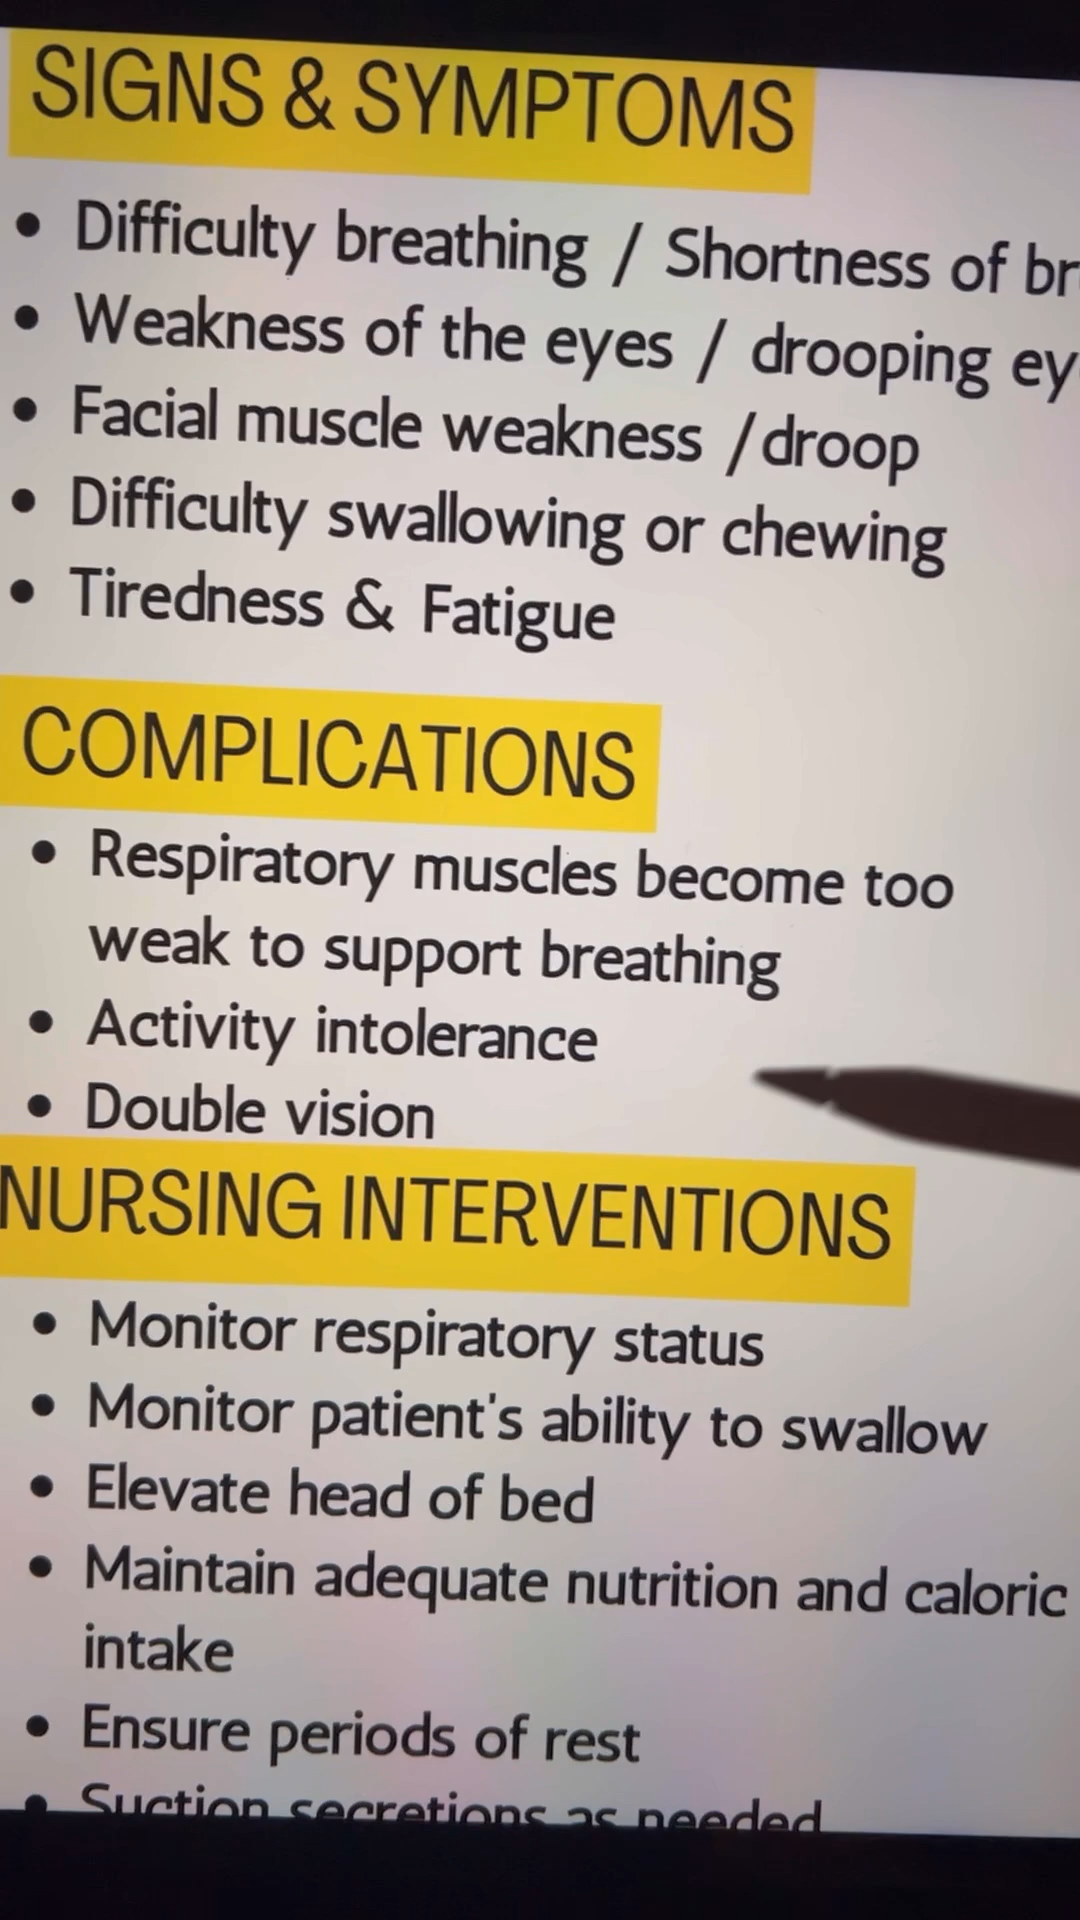 SIGNS & SYMPTOMS
• Difficulty breathing / Shortness of
• Weakness of the eyes / drooping
• Facial muscle weakness /droop
• Difficulty swallowing or chewing
• Tiredness & Fatigue
COMPLICATIONS
• Respiratory muscles become too
weak to support breathing
• Activity intolerance
• Double vision
NURSING INTERVENTIONS
• Monitor respiratory status
• Monitor patient's ability to swallow
• Elevate head of bed
• Maintain adequate nutrition and caloric
intake
• Ensure periods of rest
• Suction secretions as needed